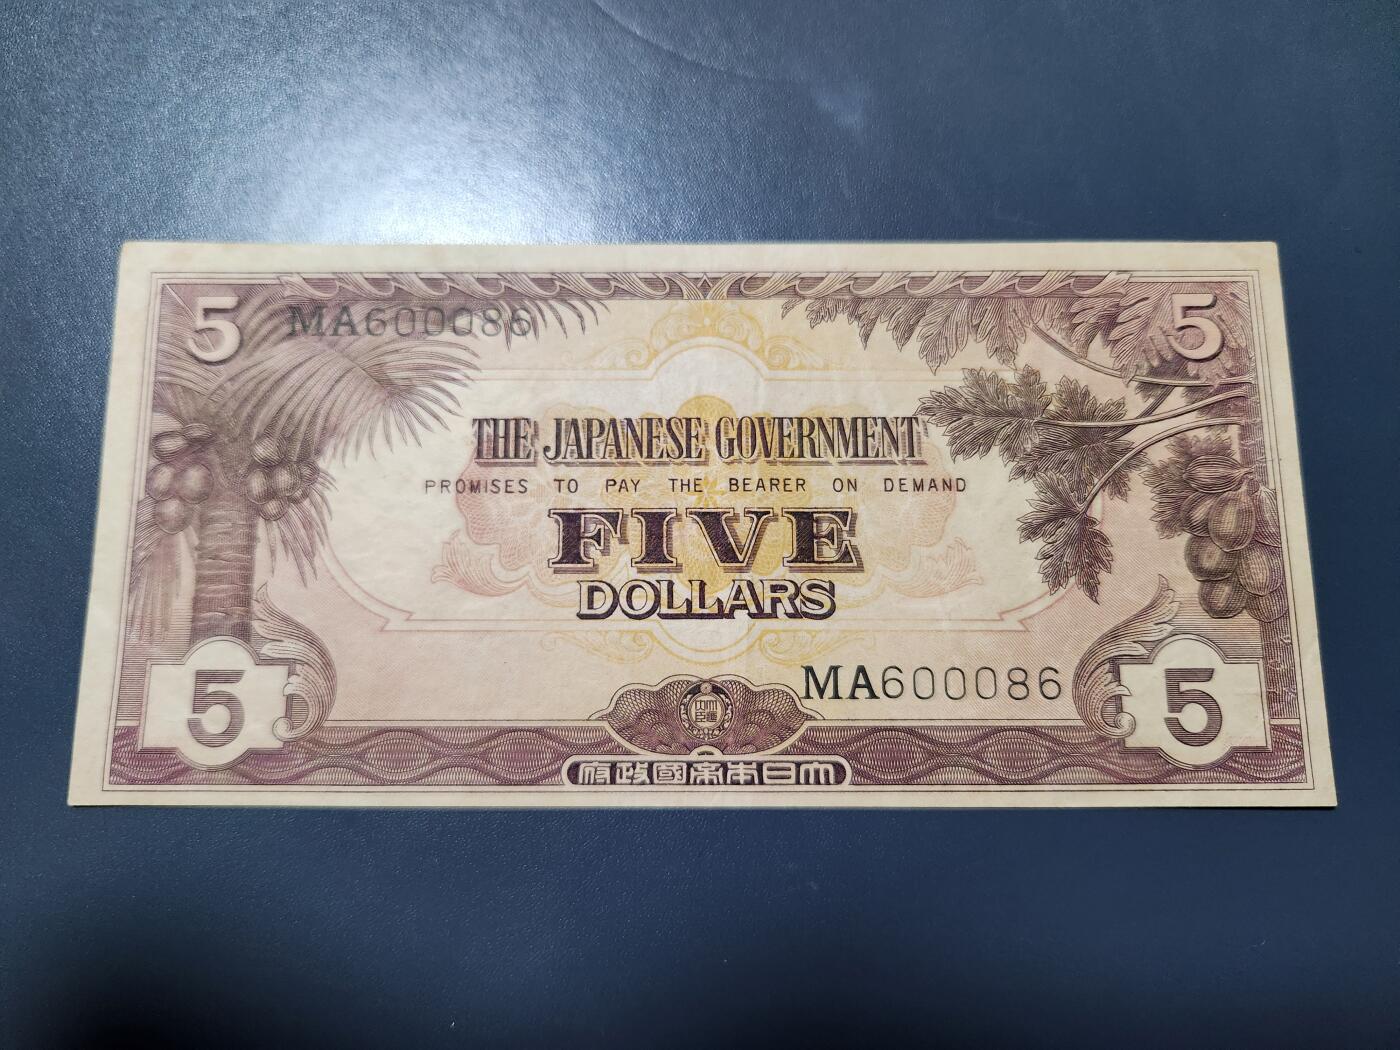 5 MA600086 5
THE JAPANESE GOVERNMENT
PROMISES TO PAY THE BEARER ON DEMAND
FIVE
DOLLARS
MA600086
5 5
府政國帝本日大